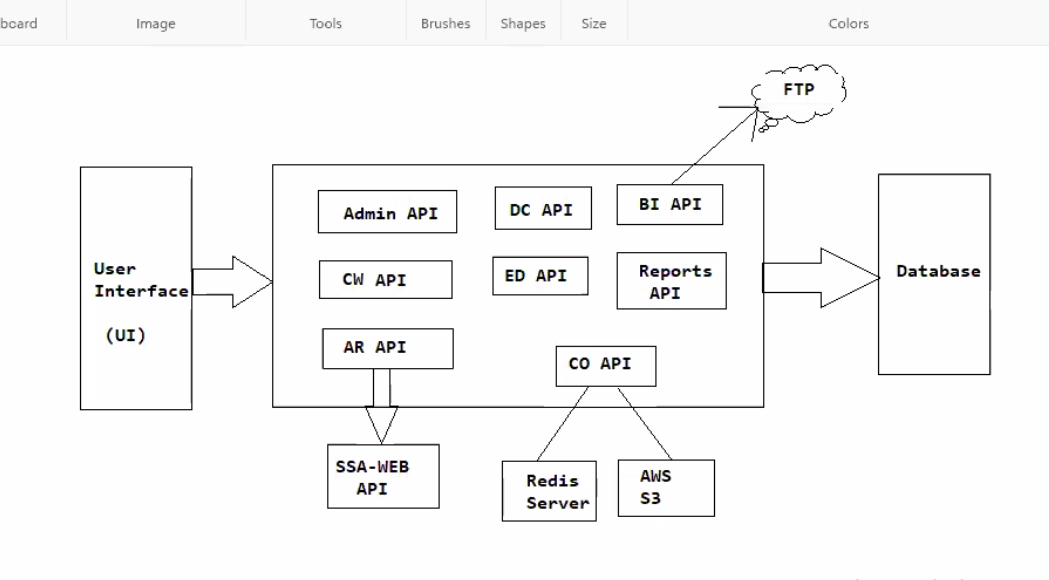 board
Image
Tools
Brushes
Shapes
Size
Colors
FTP
Admin API
DC API
BI API
User
Interface
(UI)
CW API
ED API
Reports
API
Database
AR API
CO API
SSA-WEB
API
Redis
Server
AWS
S3